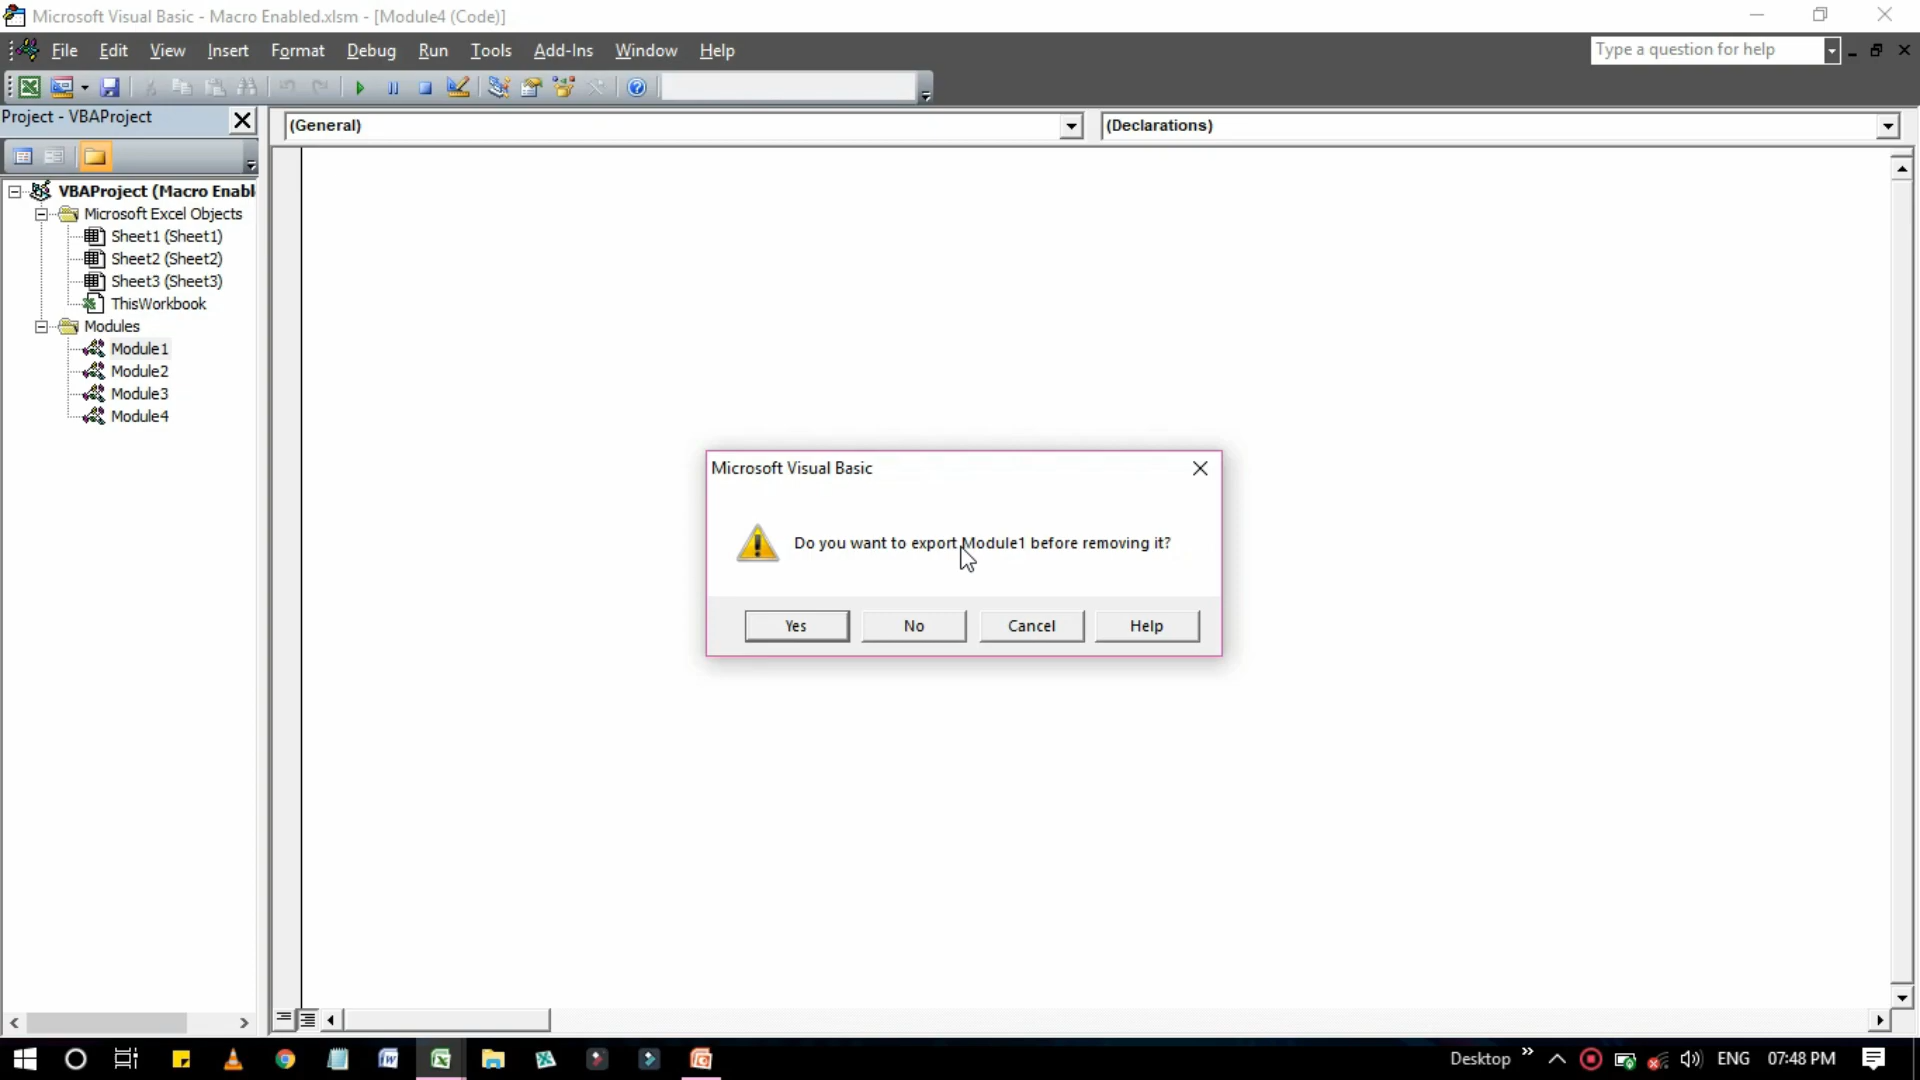 Microsoft Visual Basic - Macro Enabled.xlsm - [Module4 (Code)]
File Edit View Insert Format Debug Run Tools Add-Ins Window Help
Type a question for help
Project - VBAProject
(General)
(Declarations)
VBAProject (Macro Enabl
Microsoft Excel Objects
Sheet1 (Sheet1)
Sheet2 (Sheet2)
Sheet3 (Sheet3)
ThisWorkbook
Modules
Module1
Module2
Module3
Module4
Microsoft Visual Basic
Do you want to export Module1 before removing it?
Yes No Cancel Help
Desktop ENG 07:48 PM